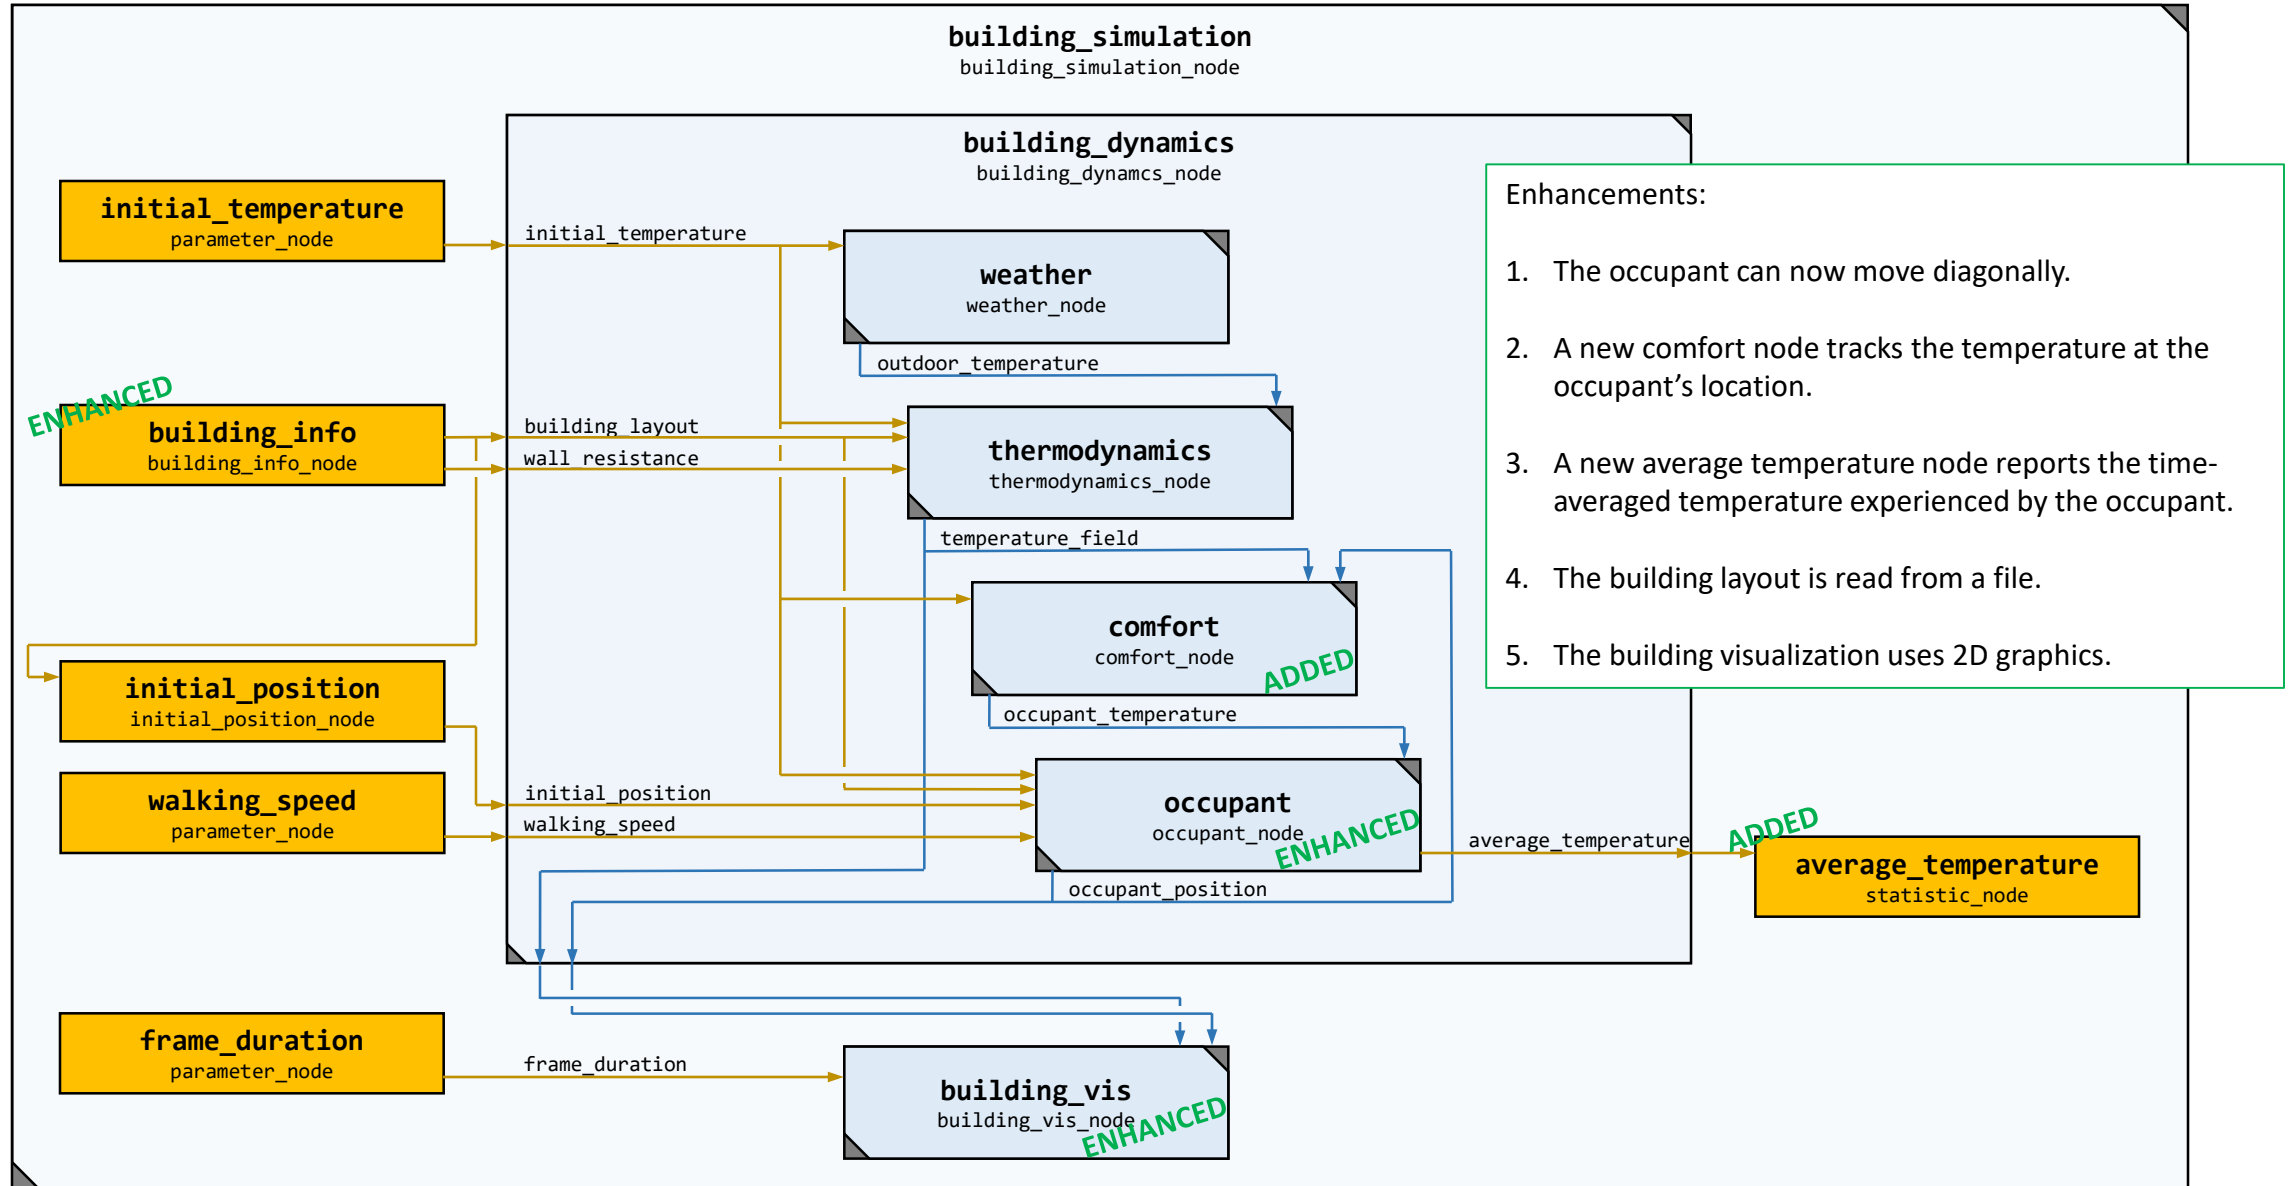 building_simulation
building_simulation_node
building_dynamics
building_dynamcs_node
initial_temperature
parameter_node
initial_temperature
weather
weather_node
outdoor_temperature
ENHANCED
building_info
building_info_node
building_layout
wall_resistance
thermodynamics
thermodynamics_node
temperature_field
comfort
comfort_node
ADDED
occupant_temperature
initial_position
initial_position_node
walking_speed
parameter_node
initial_position
walking_speed
occupant
occupant_node
ENHANCED
occupant_position
average_temperature
ADDED
average_temperature
statistic_node
frame_duration
parameter_node
frame_duration
building_vis
building_vis_node
ENHANCED
Enhancements:
1. The occupant can now move diagonally.
2. A new comfort node tracks the temperature at the
occupant’s location.
3. A new average temperature node reports the time-
averaged temperature experienced by the occupant.
4. The building layout is read from a file.
5. The building visualization uses 2D graphics.